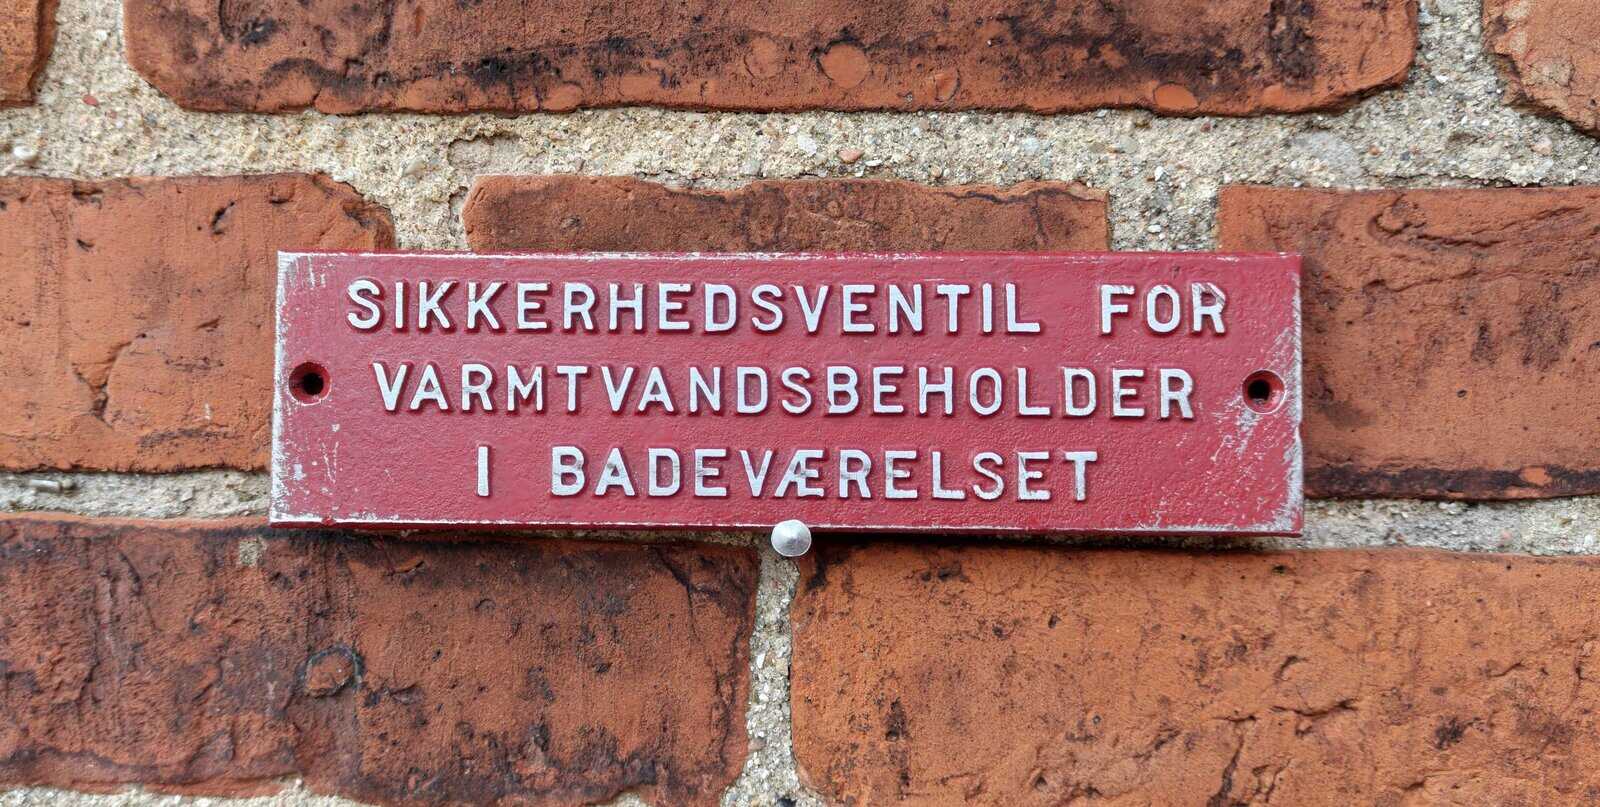 SIKKERHEDSVENTIL FOR
VARMTVANDSBEHOLDER
I BADEVÆRELSET